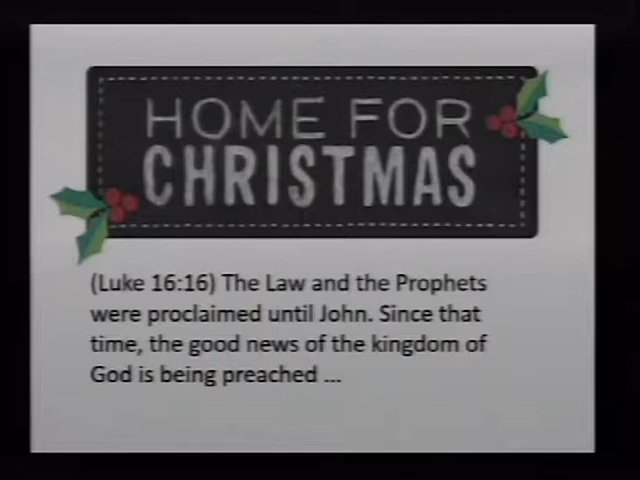 HOME FOR
CHRISTMAS
(Luke 16:16) The Law and the Prophets
were proclaimed until John. Since that
time, the good news of the kingdom of
God is being preached ...